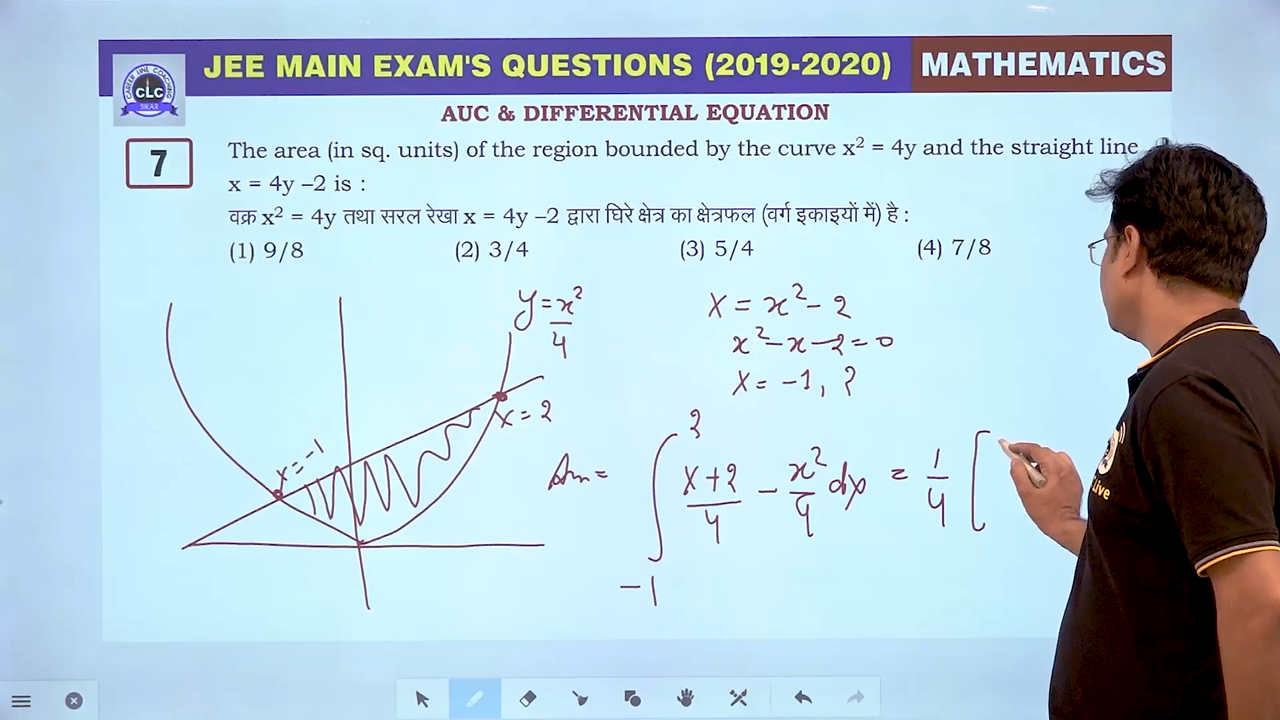 JEE MAIN EXAM'S QUESTIONS (2019-2020) MATHEMATICS
CLC
SIKAR
AUC & DIFFERENTIAL EQUATION
7
The area (in sq. units) of the region bounded by the curve x² = 4y and the straight line
x = 4y –2 is :
वक्र x² = 4y तथा सरल रेखा x = 4y –2 द्वारा घिरे क्षेत्र का क्षेत्रफल (वर्ग इकाइयों में) है :
(1) 9/8 (2) 3/4 (3) 5/4 (4) 7/8
y = x²/4
x = x² - 2
x² - x - 2 = 0
x = -1, 2
x = -1
x = 2
∫_{-1}^{2} (x+2)/4 - x²/4 dx = 1/4 [
Live